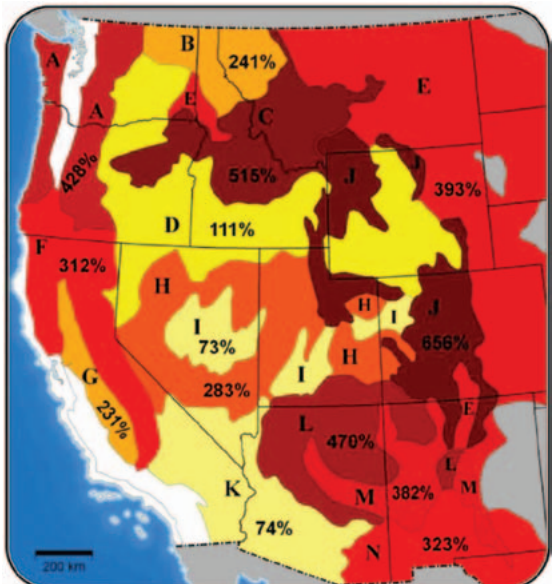 B
A
241%
A
E
E
C
J
J
428%
515%
393%
D
111%
F
312%
H
H
I
J
I
73%
H
656%
G
283%
I
231%
E
L
470%
L
K
382%
M
M
74%
N
323%
200 km